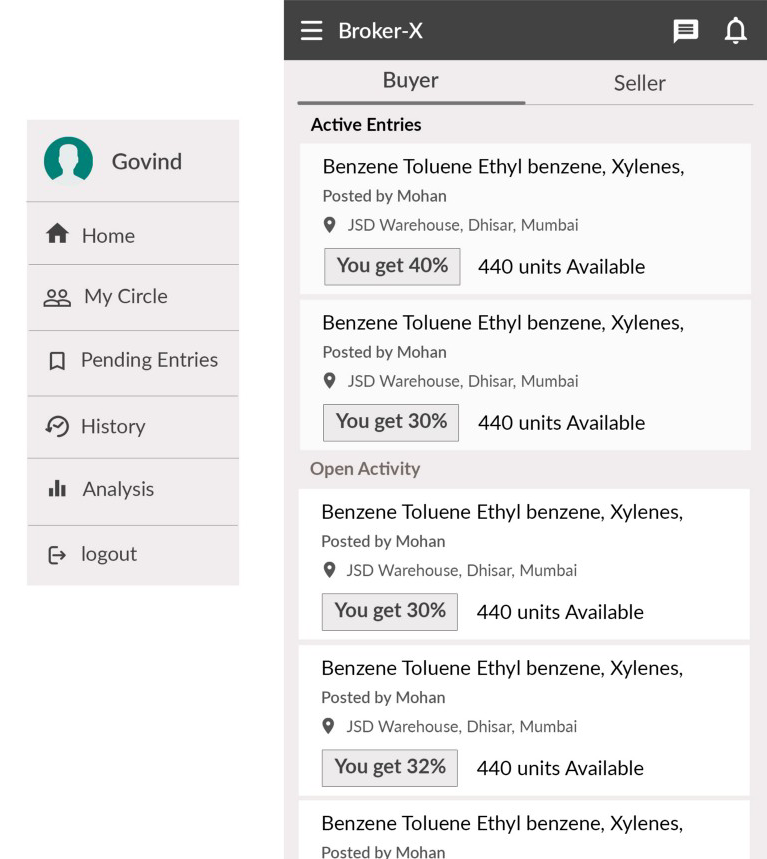 Govind
Home
My Circle
Pending Entries
History
Analysis
logout
Broker-X
Buyer
Seller
Active Entries
Benzene Toluene Ethyl benzene, Xylenes,
Posted by Mohan
JSD Warehouse, Dhisar, Mumbai
You get 40% 440 units Available
Benzene Toluene Ethyl benzene, Xylenes,
Posted by Mohan
JSD Warehouse, Dhisar, Mumbai
You get 30% 440 units Available
Open Activity
Benzene Toluene Ethyl benzene, Xylenes,
Posted by Mohan
JSD Warehouse, Dhisar, Mumbai
You get 30% 440 units Available
Benzene Toluene Ethyl benzene, Xylenes,
Posted by Mohan
JSD Warehouse, Dhisar, Mumbai
You get 32% 440 units Available
Benzene Toluene Ethyl benzene, Xylenes,
Posted by Mohan